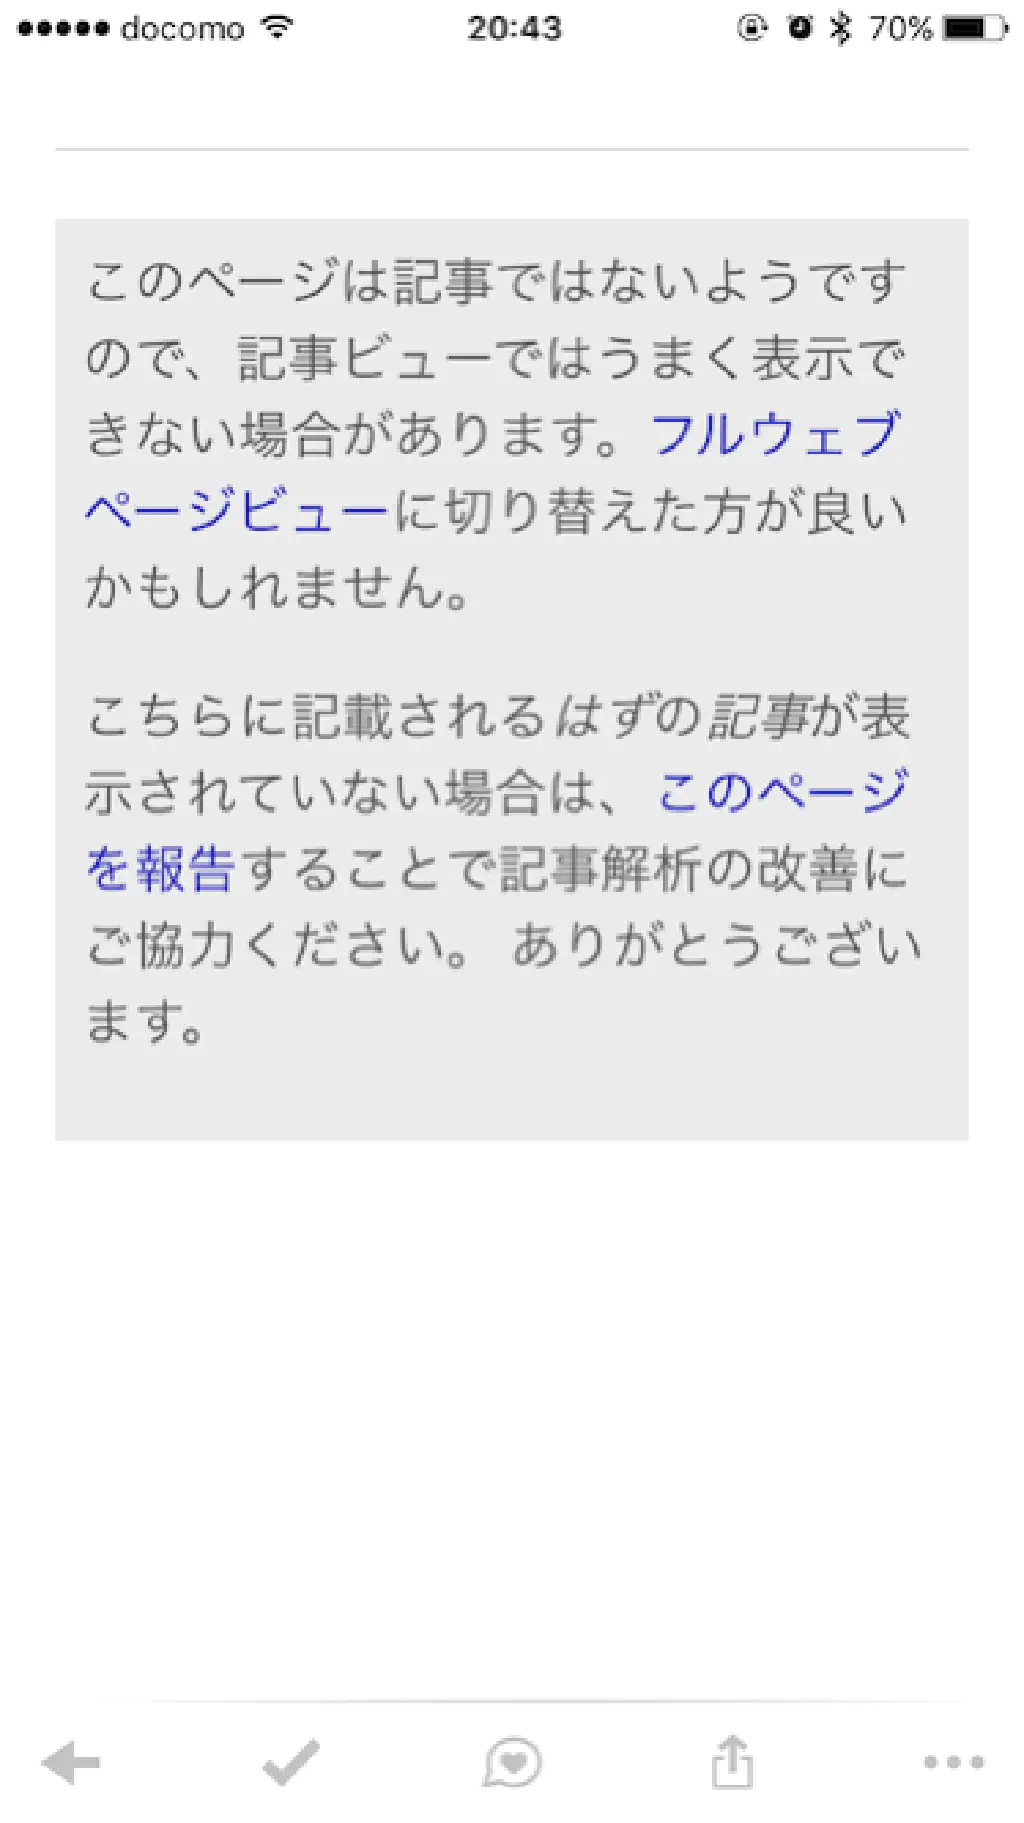 docomo 20:43 70%
このページは記事ではないようです
ので、記事ビューではうまく表示で
きない場合があります。フルウェブ
ページビューに切り替えた方が良い
かもしれません。
こちらに記載されるはずの記事が表
示されていない場合は、このページ
を報告することで記事解析の改善に
ご協力ください。 ありがとうござい
ます。